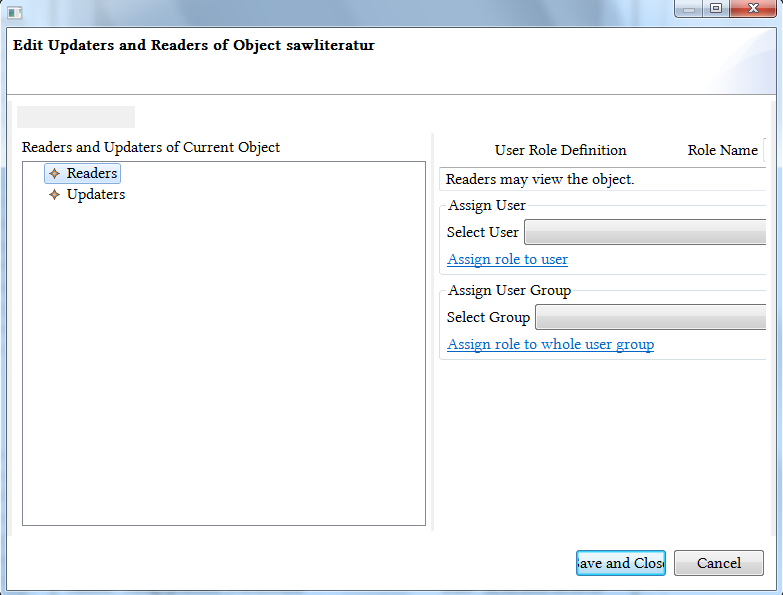 Edit Updaters and Readers of Object sawliteratur
Readers and Updaters of Current Object
Readers
Updaters
User Role Definition Role Name
Readers may view the object.
Assign User
Select User
Assign role to user
Assign User Group
Select Group
Assign role to whole user group
ave and Clos
Cancel